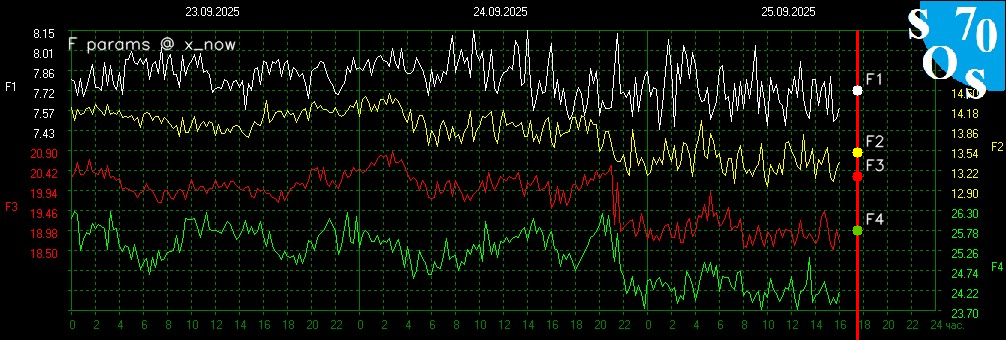 23.09.2025 24.09.2025 25.09.2025
SOS70
F params @ x_now
8.15
8.01
7.86
7.72
7.57
7.43
F1
20.90
20.42
19.94
19.46
18.98
18.50
F3
F1
F2
F3
F4
14.50
14.18
13.86
13.54
13.22
12.90
F2
26.30
25.78
25.26
24.74
24.22
23.70
F4
0 2 4 6 8 10 12 14 16 18 20 22 0 2 4 6 8 10 12 14 16 18 20 22 0 2 4 6 8 10 12 14 16 18 20 22 24 час.